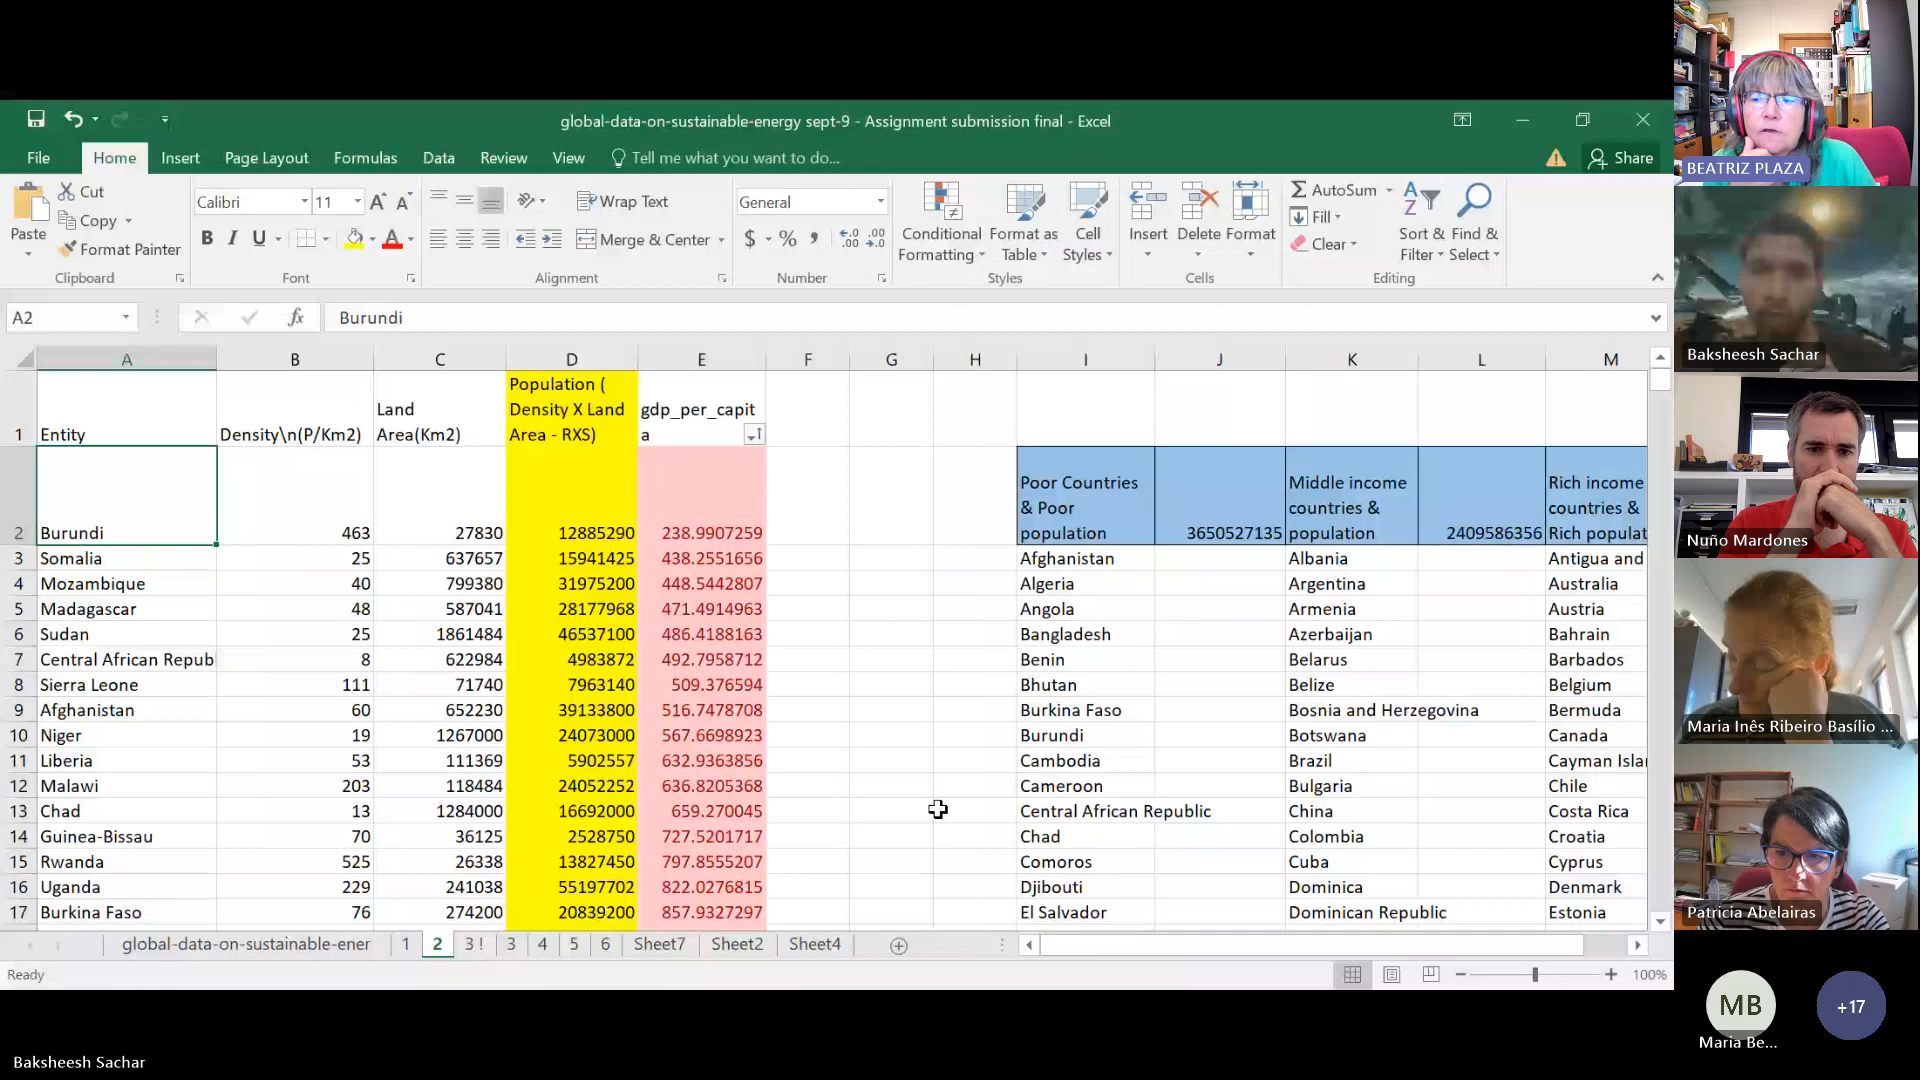 global-data-on-sustainable-energy sept-9 - Assignment submission final - Excel
File Home Insert Page Layout Formulas Data Review View Tell me what you want to do... Share
Paste
Cut
Copy
Format Painter
Clipboard
Calibri 11
B I U
Font
Wrap Text
Merge & Center
Alignment
General
$ % ,
Number
Conditional Formatting
Format as Table
Cell Styles
Styles
Insert Delete Format
Cells
AutoSum
Fill
Clear
Sort & Filter
Find & Select
Editing
A2 fx Burundi
A B C D E F G H I J K L M
1 Entity Density\n(P/Km2) Land Area(Km2) Population ( Density X Land Area - RXS) gdp_per_capita
2 Burundi 463 27830 12885290 238.9907259 Poor Countries & Poor population 3650527135 Middle income countries & population 2409586356 Rich income countries & Rich populat
3 Somalia 25 637657 15941425 438.2551656 Afghanistan Albania Antigua and
4 Mozambique 40 799380 31975200 448.5442807 Algeria Argentina Australia
5 Madagascar 48 587041 28177968 471.4914963 Angola Armenia Austria
6 Sudan 25 1861484 46537100 486.4188163 Bangladesh Azerbaijan Bahrain
7 Central African Repub 8 622984 4983872 492.7958712 Benin Belarus Barbados
8 Sierra Leone 111 71740 7963140 509.376594 Bhutan Belize Belgium
9 Afghanistan 60 652230 39133800 516.7478708 Burkina Faso Bosnia and Herzegovina Bermuda
10 Niger 19 1267000 24073000 567.6698923 Burundi Botswana Canada
11 Liberia 53 111369 5902557 632.9363856 Cambodia Brazil Cayman Islan
12 Malawi 203 118484 24052252 636.8205368 Cameroon Bulgaria Chile
13 Chad 13 1284000 16692000 659.270045 Central African Republic China Costa Rica
14 Guinea-Bissau 70 36125 2528750 727.5201717 Chad Colombia Croatia
15 Rwanda 525 26338 13827450 797.8555207 Comoros Cuba Cyprus
16 Uganda 229 241038 55197702 822.0276815 Djibouti Dominica Denmark
17 Burkina Faso 76 274200 20839200 857.9327297 El Salvador Dominican Republic Estonia
global-data-on-sustainable-ener 1 2 3 ! 3 4 5 6 Sheet7 Sheet2 Sheet4
Ready 100%
BEATRIZ PLAZA
Baksheesh Sachar
Nuño Mardones
Maria Inês Ribeiro Basílio ...
Patricia Abelairas
MB
Maria Be...
+17
Baksheesh Sachar